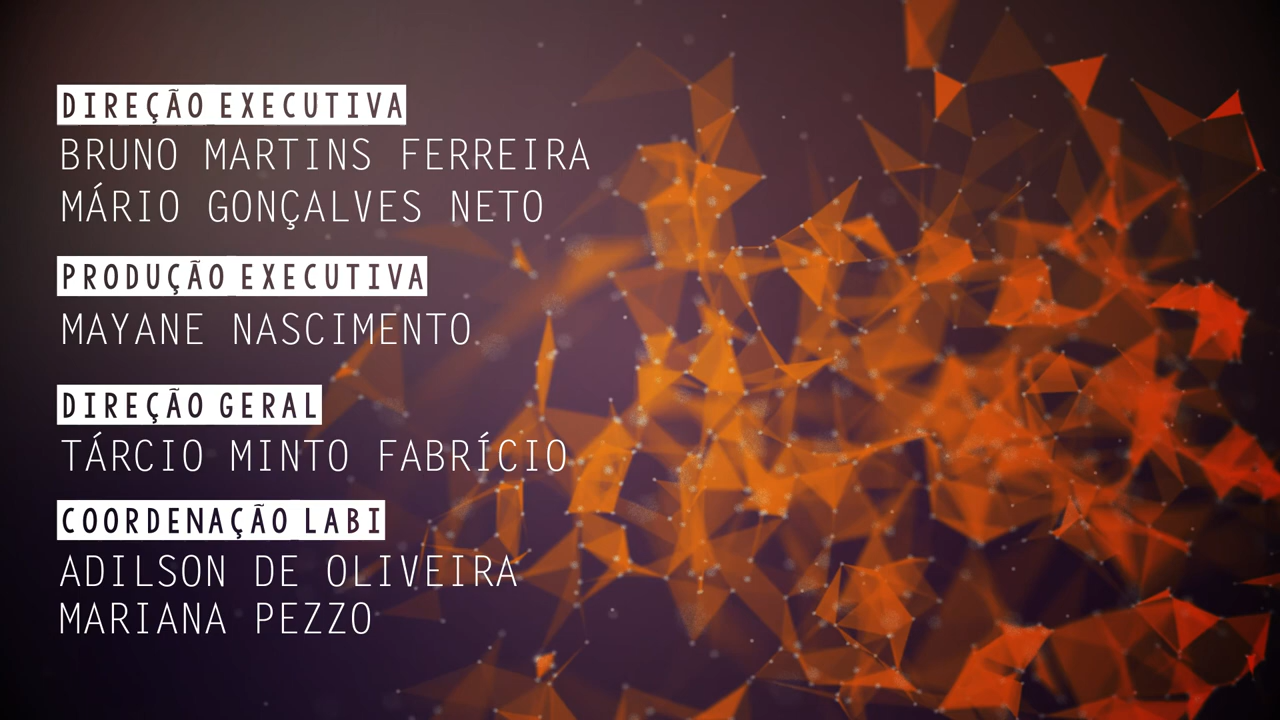 DIREÇÃO EXECUTIVA
BRUNO MARTINS FERREIRA
MÁRIO GONÇALVES NETO
PRODUÇÃO EXECUTIVA
MAYANE NASCIMENTO
DIREÇÃO GERAL
TÁRCIO MINTO FABRÍCIO
COORDENAÇÃO LABI
ADILSON DE OLIVEIRA
MARIANA PEZZO